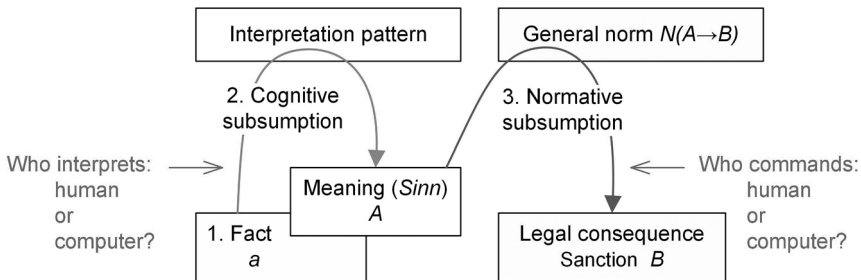 Interpretation pattern
General norm N(A→B)
2. Cognitive
subsumption
3. Normative
subsumption
Who interprets:
human
or
computer?
Meaning (Sinn)
A
Who commands:
human
or
computer?
1. Fact
a
Legal consequence
Sanction B